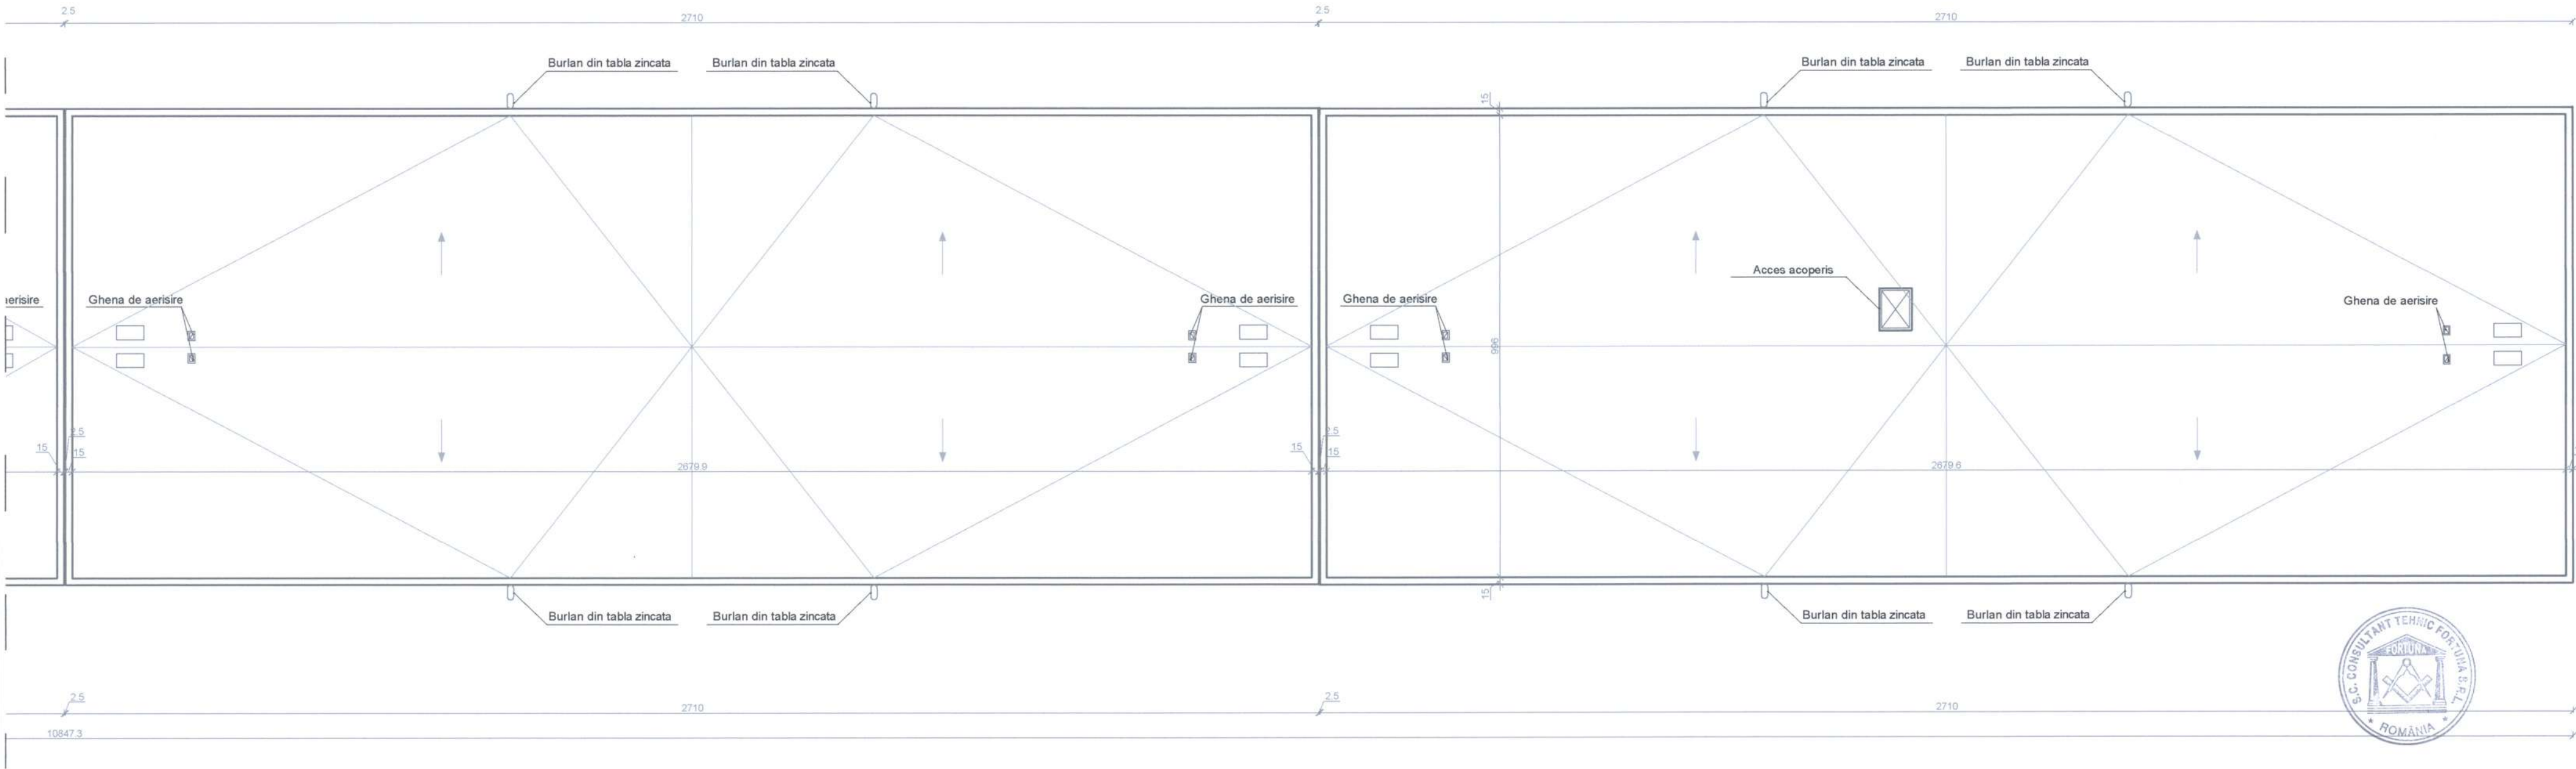 2.5
2710
2.5
2710
Burlan din tabla zincata
Burlan din tabla zincata
Burlan din tabla zincata
Burlan din tabla zincata
15
Acces acoperis
erisire
Ghena de aerisire
Ghena de aerisire
Ghena de aerisire
Ghena de aerisire
996
15
2.5
15
15
2.5
15
2679.9
2679.6
15
Burlan din tabla zincata
Burlan din tabla zincata
Burlan din tabla zincata
Burlan din tabla zincata
S.C. CONSULTANT TEHNIC FORTUNA S.R.L.
FORTUNA
* ROMÂNIA *
2.5
2710
2.5
2710
10847.3